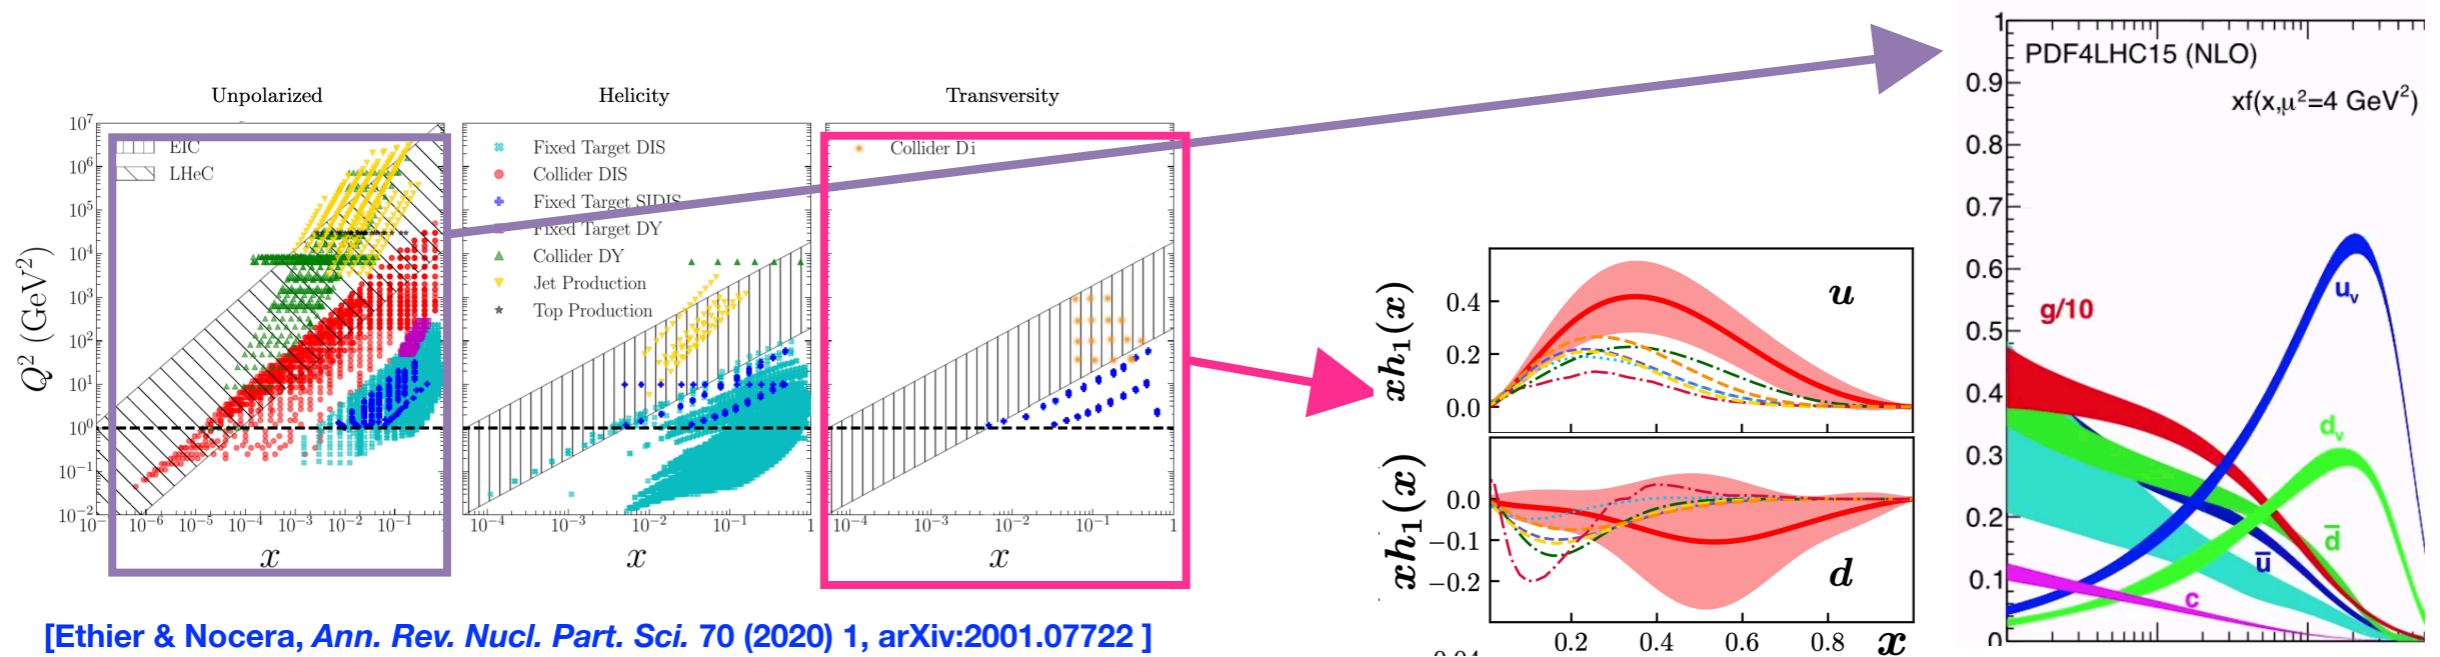 Unpolarized
Helicity
Transversity
10⁷
10⁶
10⁵
10⁴
10³
10²
10¹
10⁰
10⁻¹
10⁻²
Q² (GeV²)
EIC
LHeC
10⁻⁶ 10⁻⁵ 10⁻⁴ 10⁻³ 10⁻² 10⁻¹
x
Fixed Target DIS
Collider DIS
Fixed Target SIDIS
Fixed Target DY
Collider DY
Jet Production
Top Production
10⁻⁴ 10⁻³ 10⁻² 10⁻¹ 1
x
Collider Di
10⁻⁴ 10⁻³ 10⁻² 10⁻¹ 1
x
[Ethier & Nocera, Ann. Rev. Nucl. Part. Sci. 70 (2020) 1, arXiv:2001.07722 ]
xh₁(x)
0.4
0.2
0.0
u
xh₁(x)
0.0
−0.1
−0.2
d
0.2 0.4 0.6 0.8 x
1
0.9
0.8
0.7
0.6
0.5
0.4
0.3
0.2
0.1
0
PDF4LHC15 (NLO)
xf(x,μ²=4 GeV²)
g/10
uᵥ
dᵥ
d̅
u̅
c